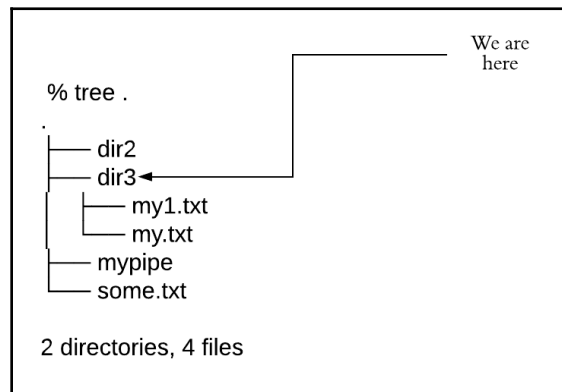 We are
here
% tree .
.
├── dir2
├── dir3
│   ├── my1.txt
│   └── my.txt
├── mypipe
└── some.txt
2 directories, 4 files